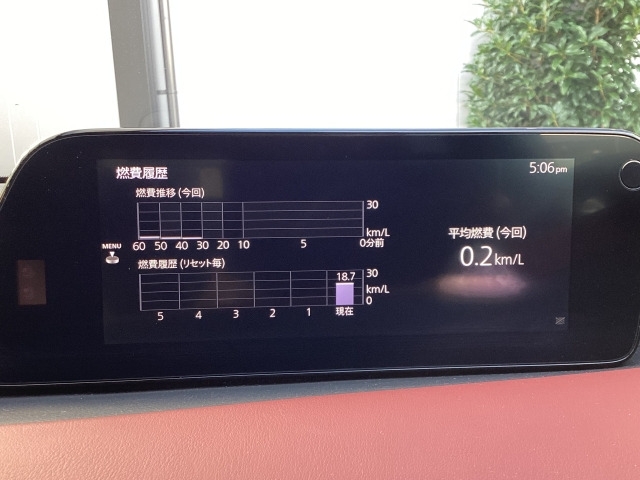 燃費履歴
5:06pm
燃費推移 (今回)
30
km/L
60 50 40 30 20 10 5 0分前
MENU
燃費履歴 (リセット毎)
18.7
30
km/L
0
5 4 3 2 1 現在
平均燃費 (今回)
0.2 km/L